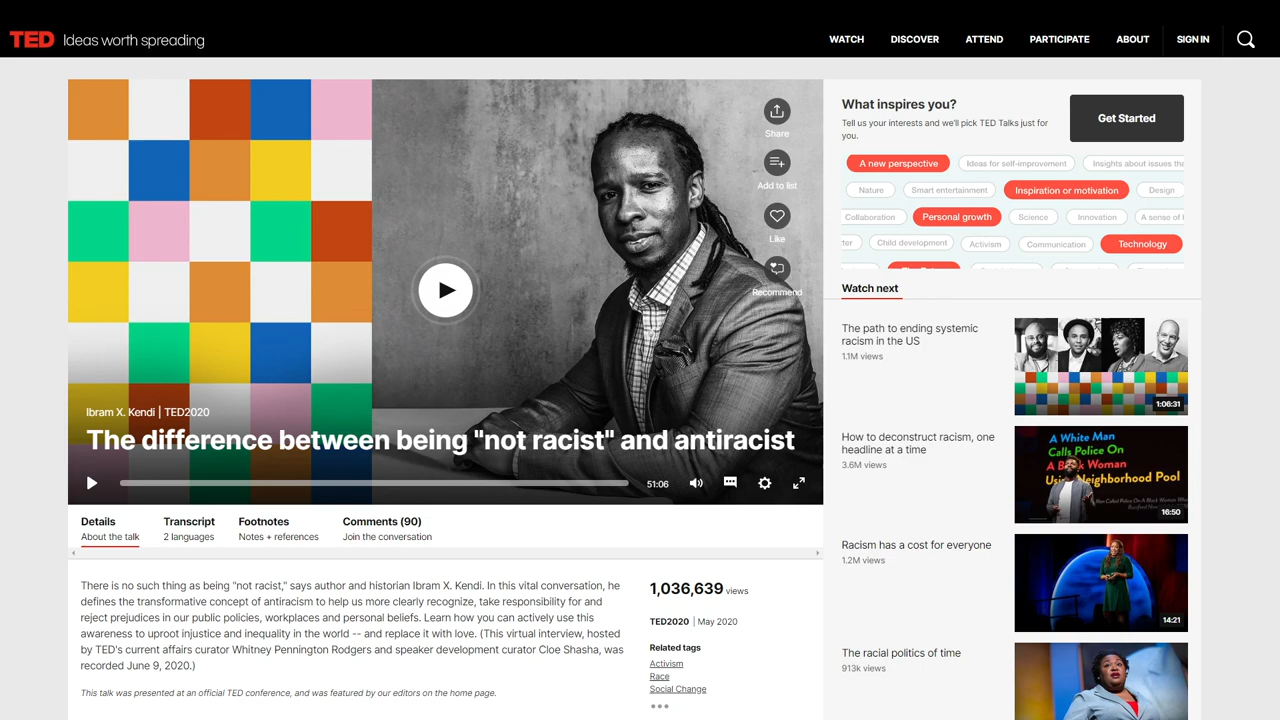 TED Ideas worth spreading
WATCH DISCOVER ATTEND PARTICIPATE ABOUT SIGN IN
Share
Add to list
Like
Recommend
Ibram X. Kendi | TED2020
The difference between being "not racist" and antiracist
51:06
Details
About the talk
Transcript
2 languages
Footnotes
Notes + references
Comments (90)
Join the conversation
There is no such thing as being "not racist," says author and historian Ibram X. Kendi. In this vital conversation, he
defines the transformative concept of antiracism to help us more clearly recognize, take responsibility for and
reject prejudices in our public policies, workplaces and personal beliefs. Learn how you can actively use this
awareness to uproot injustice and inequality in the world -- and replace it with love. (This virtual interview, hosted
by TED's current affairs curator Whitney Pennington Rodgers and speaker development curator Cloe Shasha, was
recorded June 9, 2020.)
This talk was presented at an official TED conference, and was featured by our editors on the home page.
1,036,639 views
TED2020 | May 2020
Related tags
Activism
Race
Social Change
What inspires you?
Tell us your interests and we'll pick TED Talks just for
you.
Get Started
A new perspective Ideas for self-improvement Insights about issues
Nature Smart entertainment Inspiration or motivation Design
Collaboration Personal growth Science Innovation A sense of
Child development Activism Communication Technology
Watch next
The path to ending systemic
racism in the US
1.1M views
1:06:31
How to deconstruct racism, one
headline at a time
3.6M views
A White Man
Calls Police On
A Black Woman
Neighborhood Pool
16:50
Racism has a cost for everyone
1.2M views
14:21
The racial politics of time
913k views